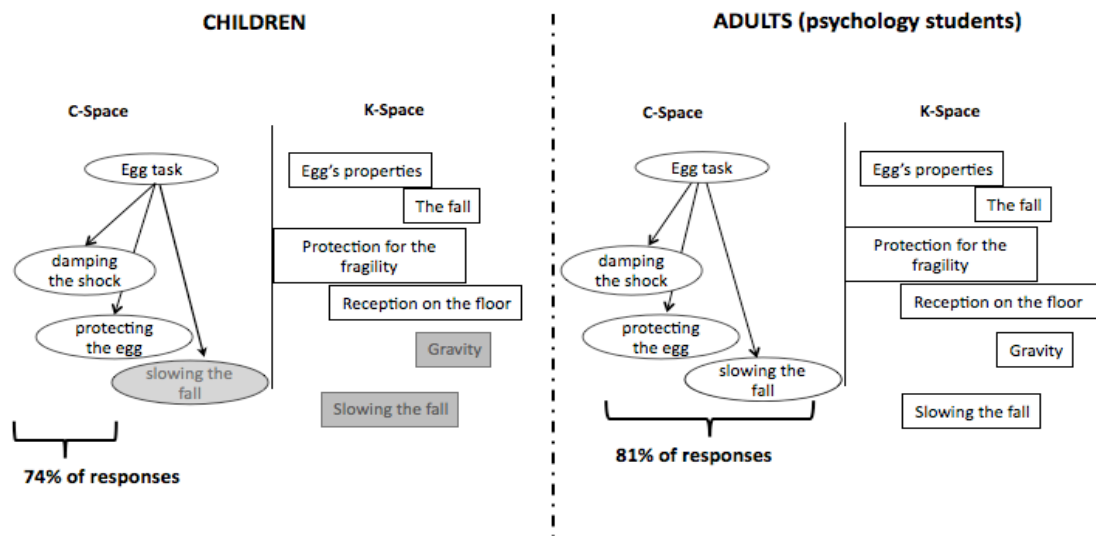 CHILDREN
C-Space
K-Space
Egg task
Egg's properties
The fall
damping
the shock
Protection for the
fragility
Reception on the floor
protecting
the egg
Gravity
slowing the
fall
Slowing the fall
74% of responses
ADULTS (psychology students)
C-Space
K-Space
Egg task
Egg's properties
The fall
damping
the shock
Protection for the
fragility
Reception on the floor
protecting
the egg
Gravity
slowing the
fall
Slowing the fall
81% of responses